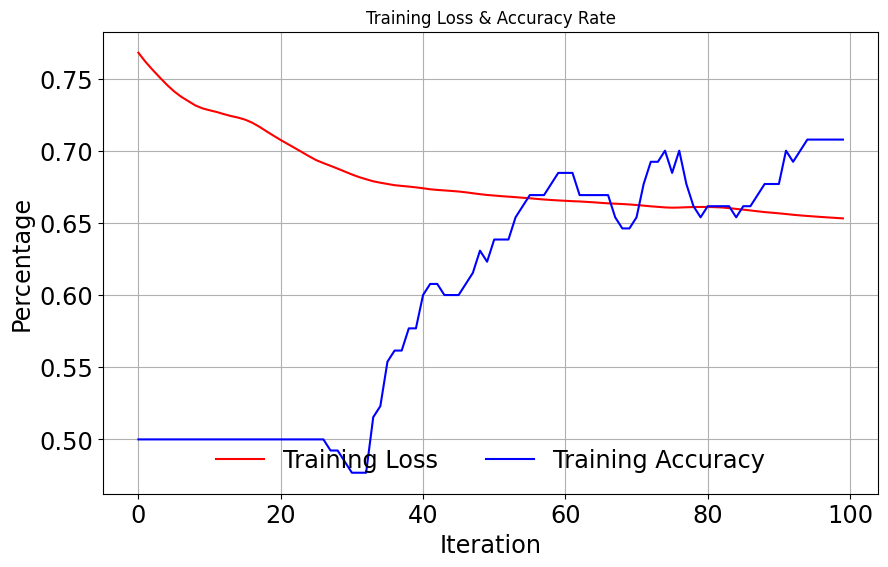 Training Loss & Accuracy Rate
0.75
0.70
0.65
0.60
0.55
0.50
Percentage
Training Loss
Training Accuracy
0 20 40 60 80 100
Iteration